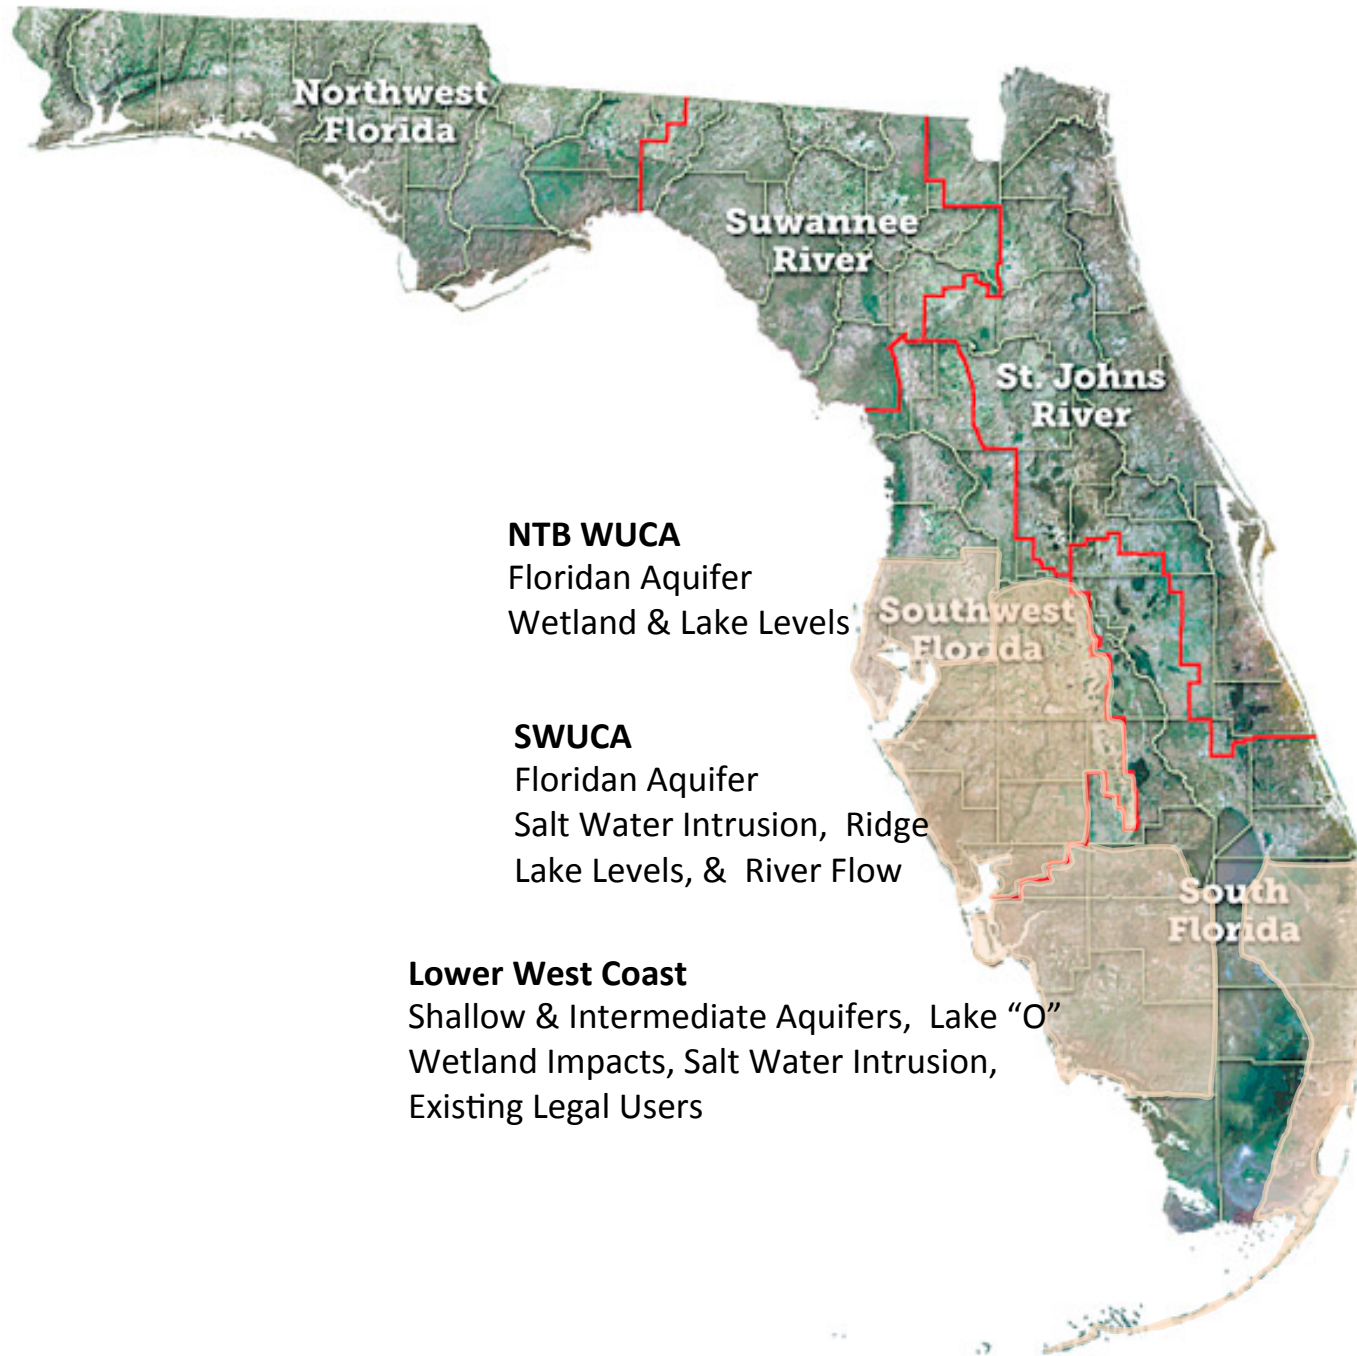 Northwest
Florida
Suwannee
River
St. Johns
River
NTB WUCA
Floridan Aquifer
Wetland & Lake Levels
Southwest
Florida
SWUCA
Floridan Aquifer
Salt Water Intrusion, Ridge
Lake Levels, & River Flow
South
Florida
Lower West Coast
Shallow & Intermediate Aquifers, Lake “O”
Wetland Impacts, Salt Water Intrusion,
Existing Legal Users